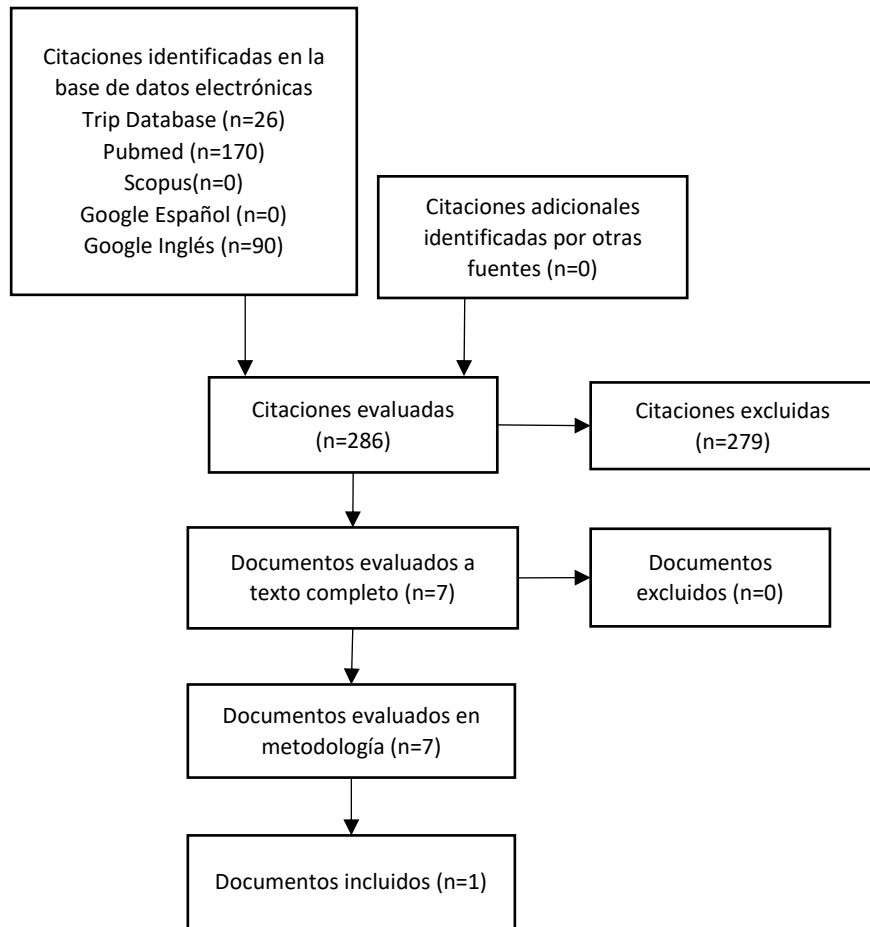 Citaciones identificadas en la
base de datos electrónicas
Trip Database (n=26)
Pubmed (n=170)
Scopus(n=0)
Google Español (n=0)
Google Inglés (n=90)
Citaciones adicionales
identificadas por otras
fuentes (n=0)
Citaciones evaluadas
(n=286)
Citaciones excluidas
(n=279)
Documentos evaluados a
texto completo (n=7)
Documentos
excluidos (n=0)
Documentos evaluados en
metodología (n=7)
Documentos incluidos (n=1)